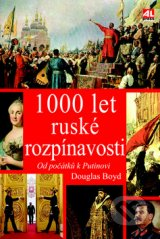 1000 let
ruské
rozpínavosti
Od počátků k Putinovi
Douglas Boyd